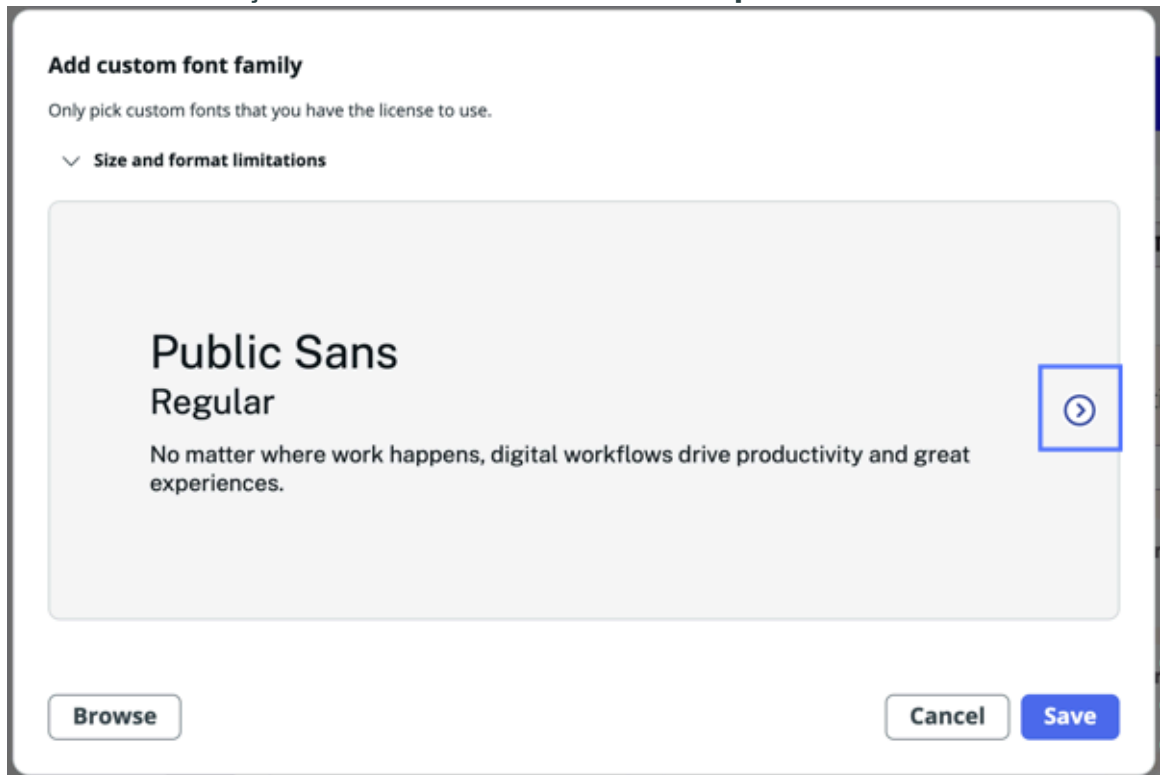 Add custom font family
Only pick custom fonts that you have the license to use.
Size and format limitations
Public Sans
Regular
No matter where work happens, digital workflows drive productivity and great
experiences.
Browse
Cancel Save